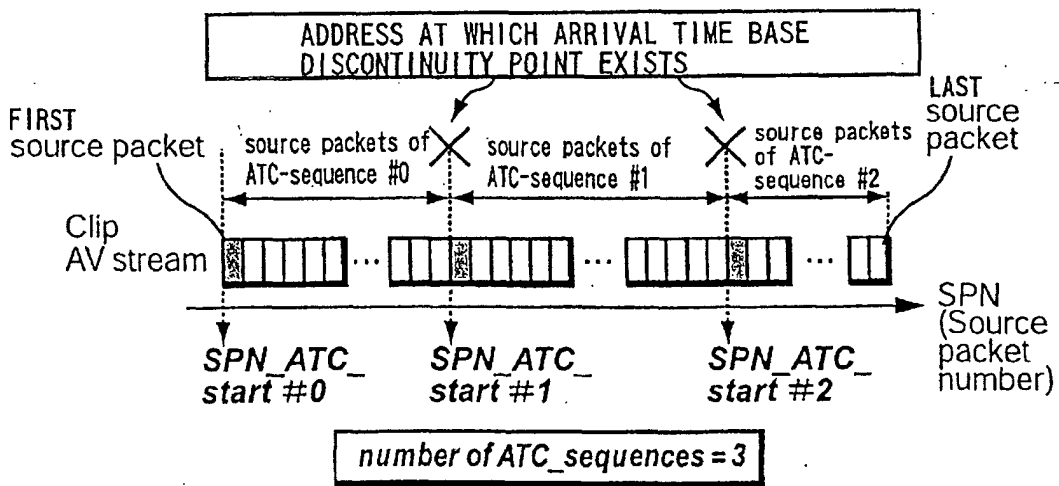 ADDRESS AT WHICH ARRIVAL TIME BASE
DISCONTINUITY POINT EXISTS
FIRST
source packet
source packets of
ATC-sequence #0
source packets of
ATC-sequence #1
source packets
of ATC-
sequence #2
LAST
source
packet
Clip
AV stream
...
...
...
SPN
(Source
packet
number)
SPN_ATC_
start #0
SPN_ATC_
start #1
SPN_ATC_
start #2
number of ATC_sequences = 3